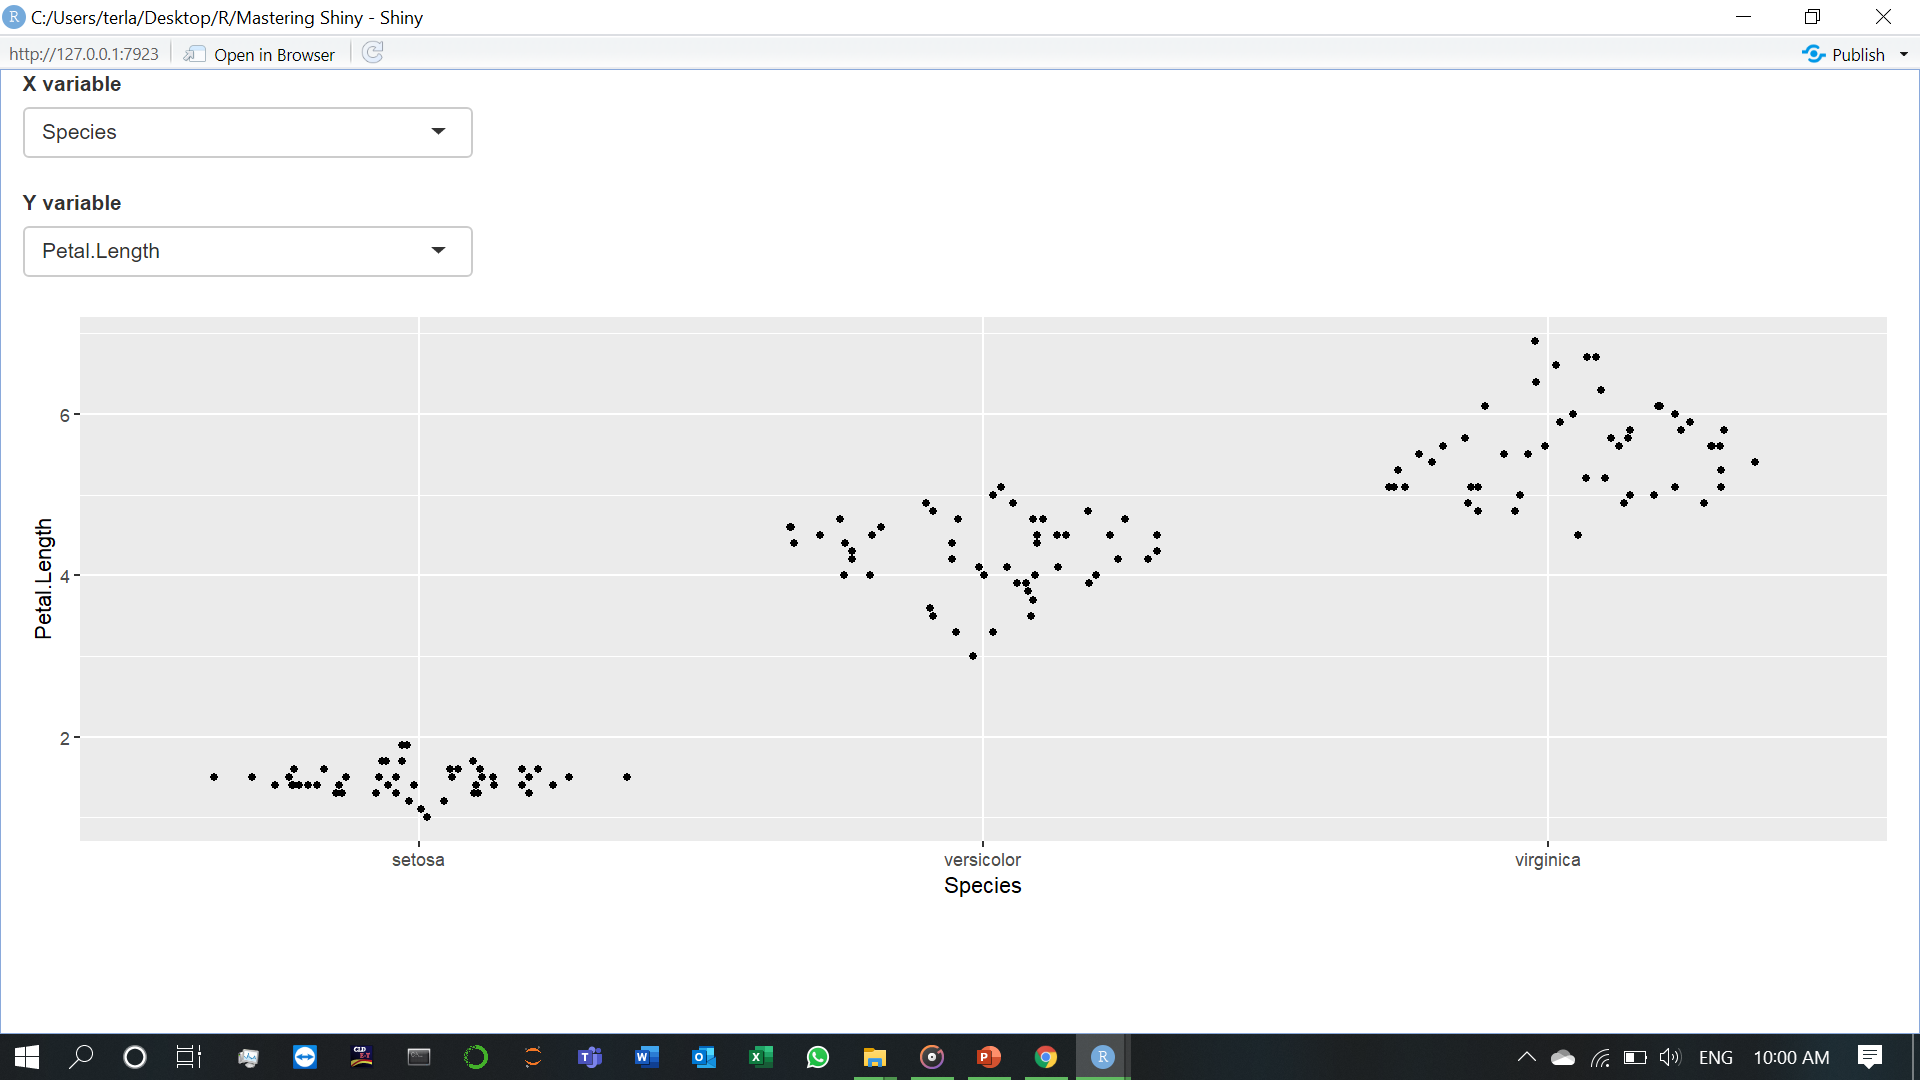 C:/Users/terla/Desktop/R/Mastering Shiny - Shiny
http://127.0.0.1:7923 Open in Browser Publish
X variable
Species
Y variable
Petal.Length
6
4
2
Petal.Length
setosa versicolor virginica
Species
ENG 10:00 AM